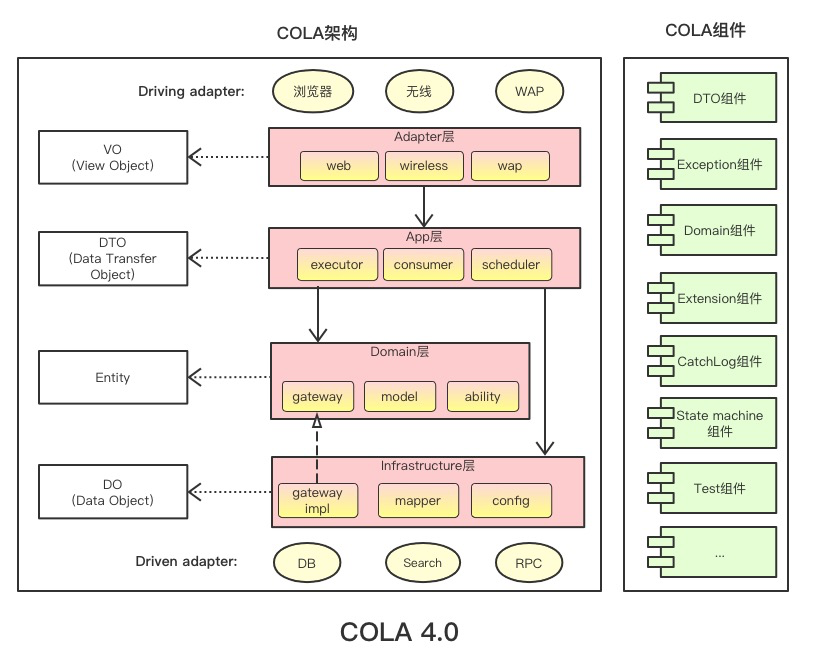 COLA架构
COLA组件
Driving adapter:
浏览器
无线
WAP
VO
(View Object)
Adapter层
web
wireless
wap
DTO
(Data Transfer
Object)
App层
executor
consumer
scheduler
Entity
Domain层
gateway
model
ability
DO
(Data Object)
Infrastructure层
gateway
impl
mapper
config
Driven adapter:
DB
Search
RPC
DTO组件
Exception组件
Domain组件
Extension组件
CatchLog组件
State machine
组件
Test组件
...
COLA 4.0